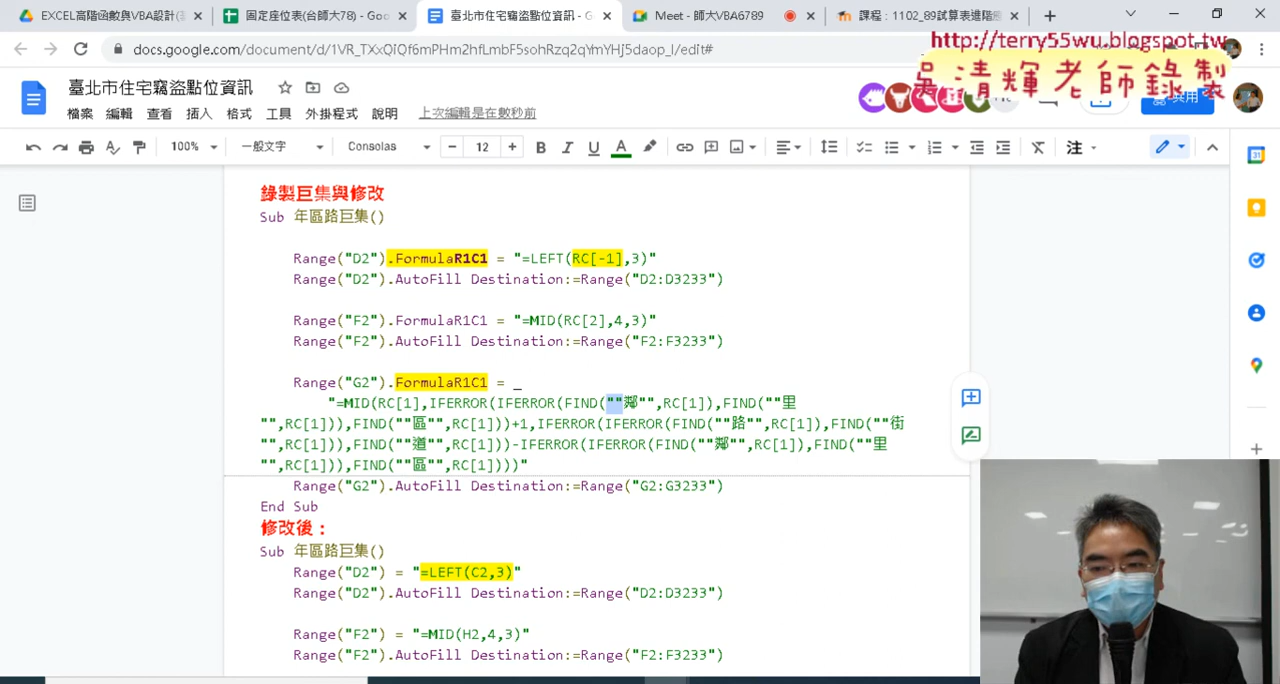 EXCEL高階函數與VBA設計(
固定座位表(台師大78) - Goo
臺北市住宅竊盜點位資訊 - G
Meet - 師大VBA6789
課程：1102_89試算表進階應
docs.google.com/document/d/1VR_TXxQiQf6mPHm2hfLmbF5sohRzq2qYmYHj5daop_I/edit#
http://terry55wu.blogspot.tw
吳清輝老師錄製
臺北市住宅竊盜點位資訊
檔案 編輯 查看 插入 格式 工具 外掛程式 說明 上次編輯是在數秒前
共用
100% 一般文字 Consolas 12 B I U A 注
31
錄製巨集與修改
Sub 年區路巨集()
Range("D2").FormulaR1C1 = "=LEFT(RC[-1],3)"
Range("D2").AutoFill Destination:=Range("D2:D3233")
Range("F2").FormulaR1C1 = "=MID(RC[2],4,3)"
Range("F2").AutoFill Destination:=Range("F2:F3233")
Range("G2").FormulaR1C1 = _
"=MID(RC[1],IFERROR(IFERROR(FIND(""鄰"",RC[1]),FIND(""里
"",RC[1])),FIND(""區"",RC[1]))+1,IFERROR(IFERROR(FIND(""路"",RC[1]),FIND(""街
"",RC[1])),FIND(""道"",RC[1]))-IFERROR(IFERROR(FIND(""鄰"",RC[1]),FIND(""里
"",RC[1])),FIND(""區"",RC[1])))"
Range("G2").AutoFill Destination:=Range("G2:G3233")
End Sub
修改後：
Sub 年區路巨集()
Range("D2") = "=LEFT(C2,3)"
Range("D2").AutoFill Destination:=Range("D2:D3233")
Range("F2") = "=MID(H2,4,3)"
Range("F2").AutoFill Destination:=Range("F2:F3233")